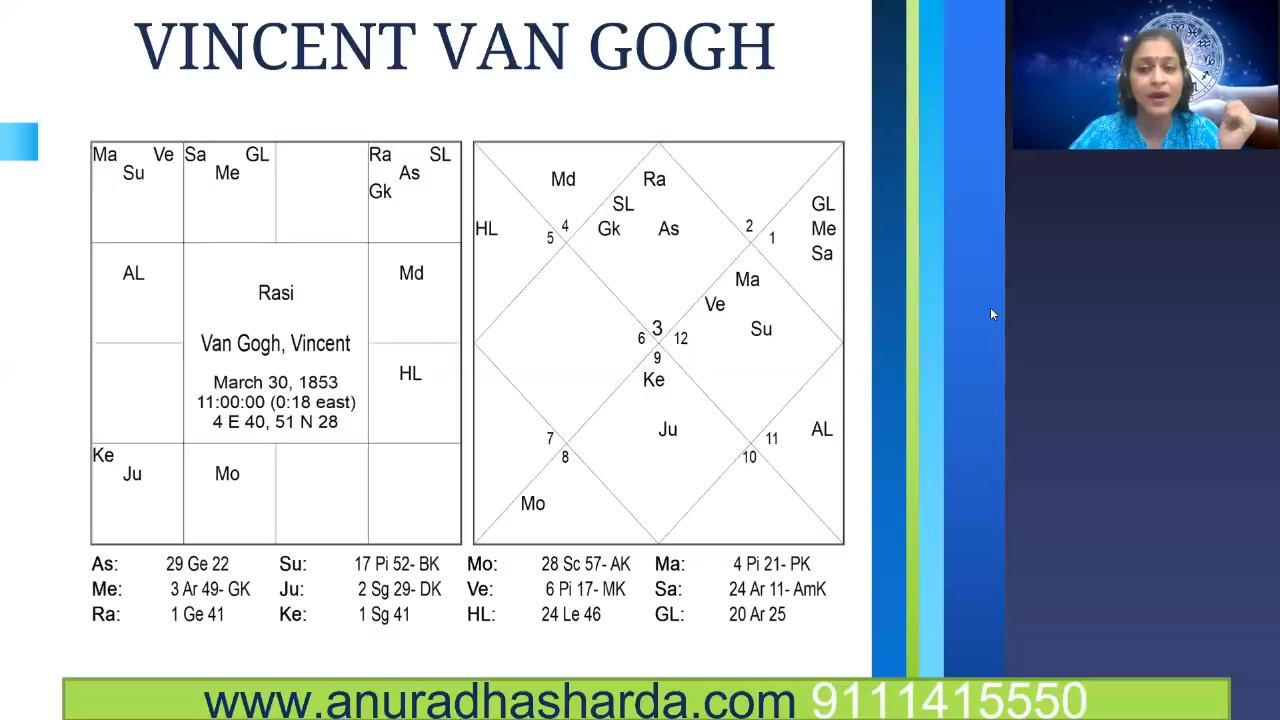 VINCENT VAN GOGH
Ma Ve Sa GL Ra SL
Su Me As
Gk
AL Md
Rasi
Van Gogh, Vincent
HL
March 30, 1853
11:00:00 (0:18 east)
4 E 40, 51 N 28
Ke
Ju Mo
Md Ra
SL GL
HL 4 Gk As 2 Me
5 1
Sa
Ma
Ve
3 Su
6 12
9
Ke
Ju AL
7 11
8 10
Mo
As: 29 Ge 22 Su: 17 Pi 52- BK Mo: 28 Sc 57- AK Ma: 4 Pi 21- PK
Me: 3 Ar 49- GK Ju: 2 Sg 29- DK Ve: 6 Pi 17- MK Sa: 24 Ar 11- AmK
Ra: 1 Ge 41 Ke: 1 Sg 41 HL: 24 Le 46 GL: 20 Ar 25
www.anuradhasharda.com 9111415550